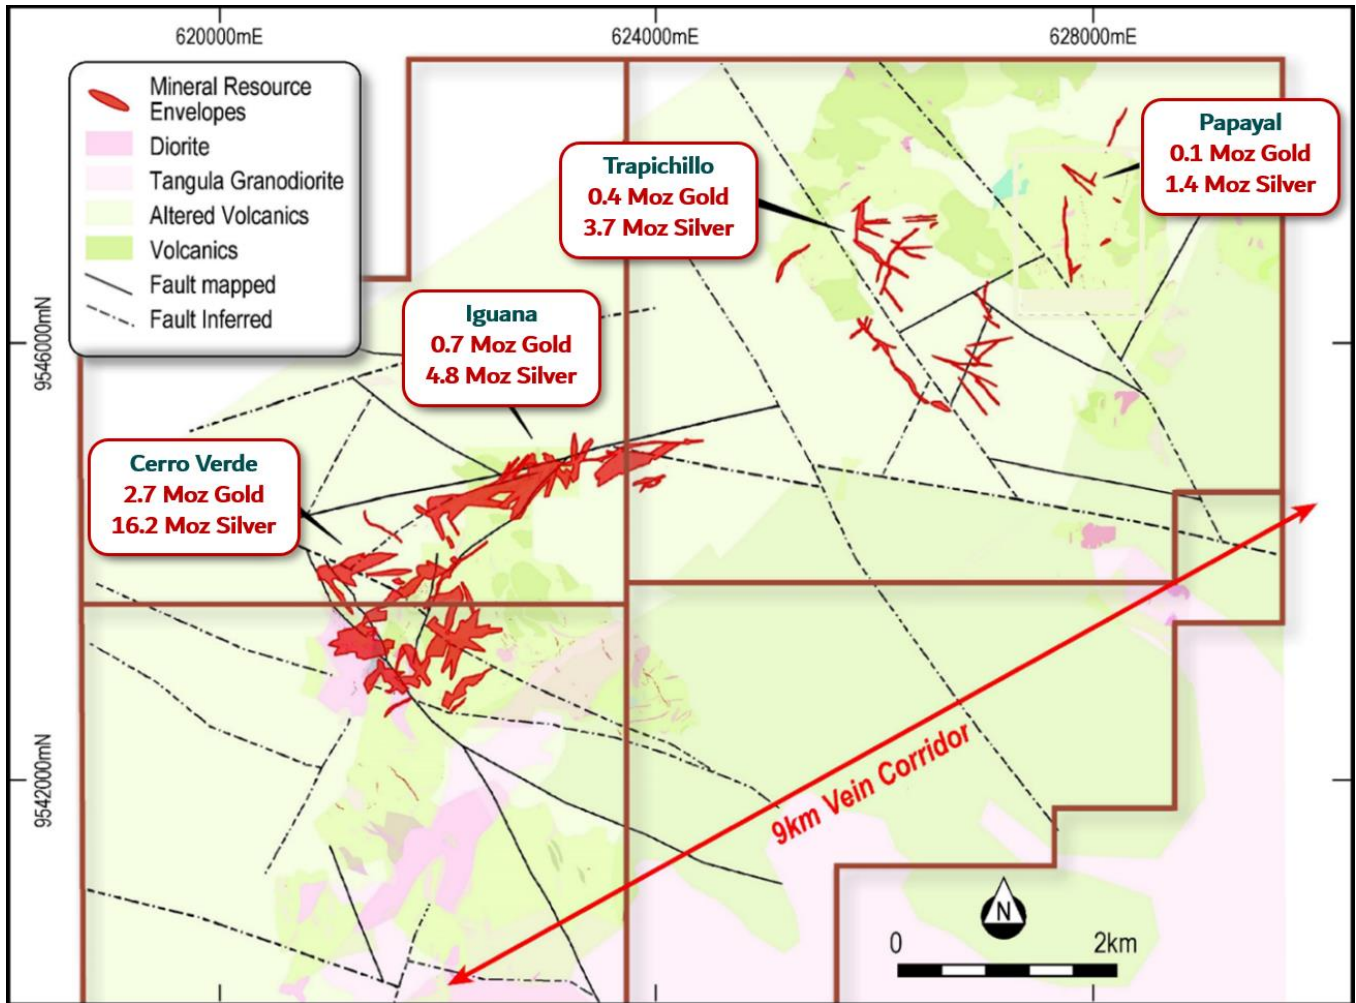 620000mE
624000mE
628000mE
Mineral Resource
Envelopes
Diorite
Tangula Granodiorite
Altered Volcanics
Volcanics
Fault mapped
Fault Inferred
Papayal
0.1 Moz Gold
1.4 Moz Silver
Trapichillo
0.4 Moz Gold
3.7 Moz Silver
9546000mN
Iguana
0.7 Moz Gold
4.8 Moz Silver
Cerro Verde
2.7 Moz Gold
16.2 Moz Silver
9542000mN
9km Vein Corridor
N
0
2km